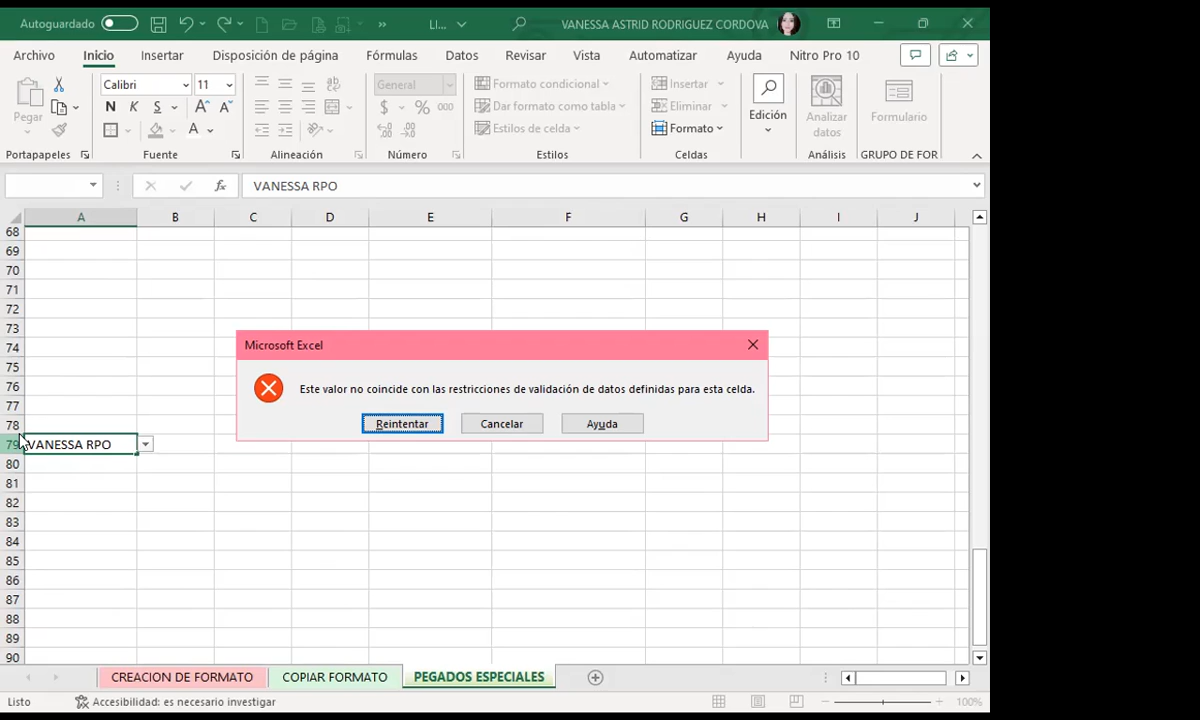 Autoguardado
»
LI...
VANESSA ASTRID RODRIGUEZ CORDOVA
Archivo Inicio Insertar Disposición de página Fórmulas Datos Revisar Vista Automatizar Ayuda Nitro Pro 10
Pegar
Portapapeles
Calibri 11
N K S A A
A
Fuente
ab
Alineación
General
$ % 000
Número
Formato condicional
Dar formato como tabla
Estilos de celda
Estilos
Insertar
Eliminar
Formato
Celdas
Edición
Analizar
datos
Análisis
Formulario
GRUPO DE FOR
fx VANESSA RPO
A B C D E F G H I J
68
69
70
71
72
73
74
75
76
77
78
79 VANESSA RPO
80
81
82
83
84
85
86
87
88
89
90
Microsoft Excel
Este valor no coincide con las restricciones de validación de datos definidas para esta celda.
Reintentar Cancelar Ayuda
CREACION DE FORMATO COPIAR FORMATO PEGADOS ESPECIALES
Listo Accesibilidad: es necesario investigar 100%